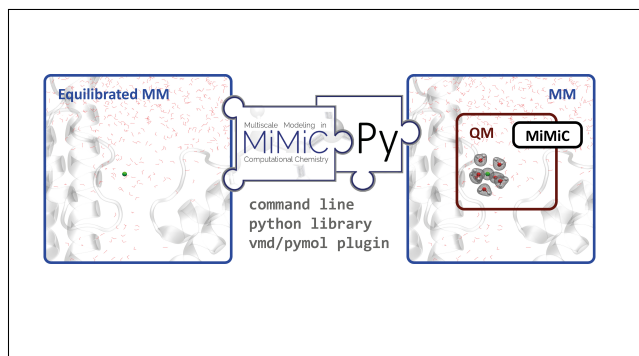 Equilibrated MM
Multiscale Modeling in
MiMiC
Computational Chemistry
Py
command line
python library
vmd/pymol plugin
MM
QM
MiMiC